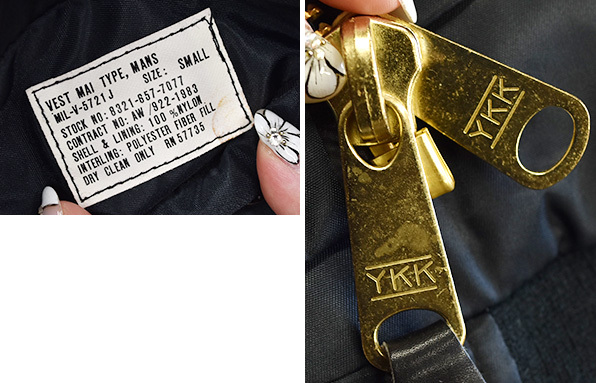 VEST MAI TYPE, MANS
MIL-V-5721J SIZE: SMALL
STOCK NO: 0321-657-7077
CONTRACT NO: AW /922-1983
SHELL & LINING: 100 %NYLON
INTERLING: POLYESTER FIBER FILL
DRY CLEAN ONLY RN 57735
YKK
YKK